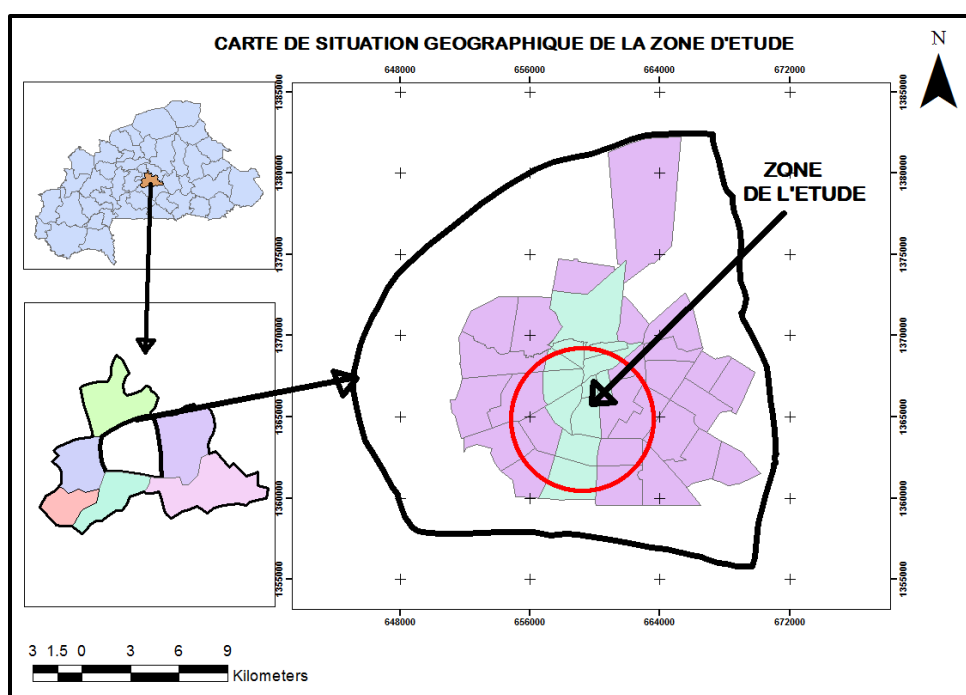 CARTE DE SITUATION GEOGRAPHIQUE DE LA ZONE D'ETUDE
N
648000 656000 664000 672000
1385000 1385000
1380000 1380000
1375000 1375000
1370000 1370000
1365000 1365000
1360000 1360000
1355000 1355000
ZONE
DE L'ETUDE
648000 656000 664000 672000
3 1.5 0 3 6 9
Kilometers